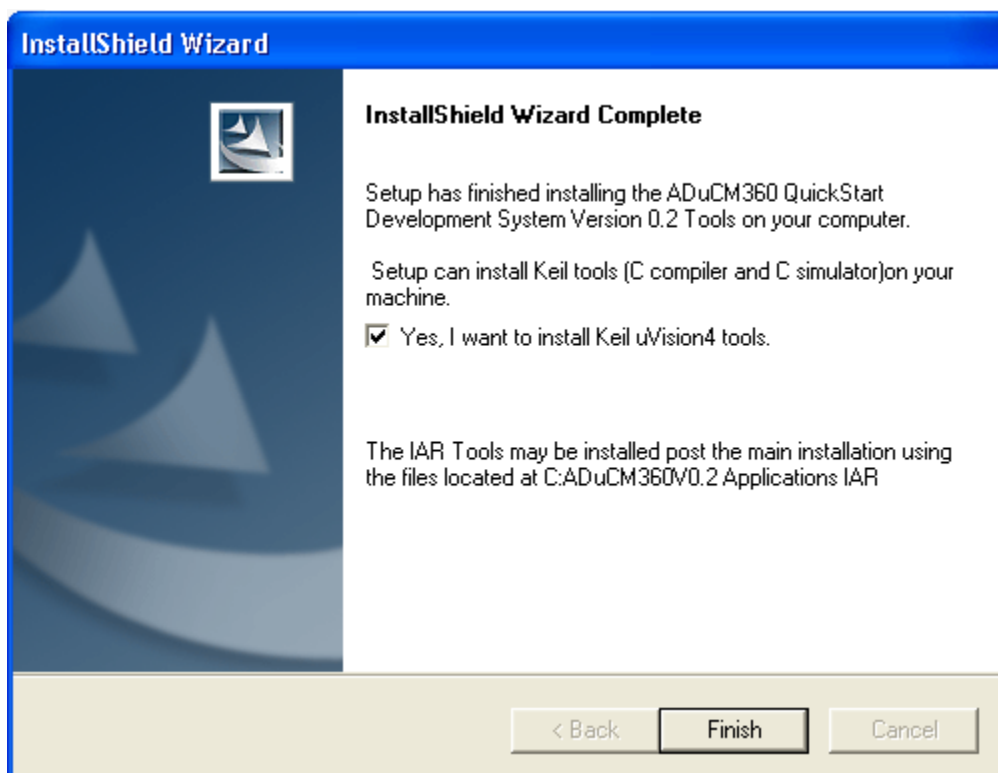 InstallShield Wizard
InstallShield Wizard Complete
Setup has finished installing the ADuCM360 QuickStart
Development System Version 0.2 Tools on your computer.
Setup can install Keil tools (C compiler and C simulator)on your
machine.
Yes, I want to install Keil uVision4 tools.
The IAR Tools may be installed post the main installation using
the files located at C:ADuCM360V0.2 Applications IAR
< Back Finish Cancel